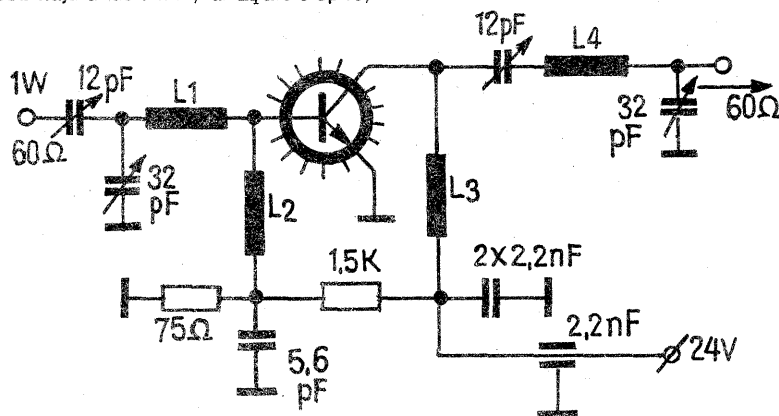 12pF
L4
1W
12pF
L1
60Ω
32
pF
60Ω
32
pF
L2
L3
1,5K
2x2,2nF
75Ω
2,2nF
5,6
pF
24V